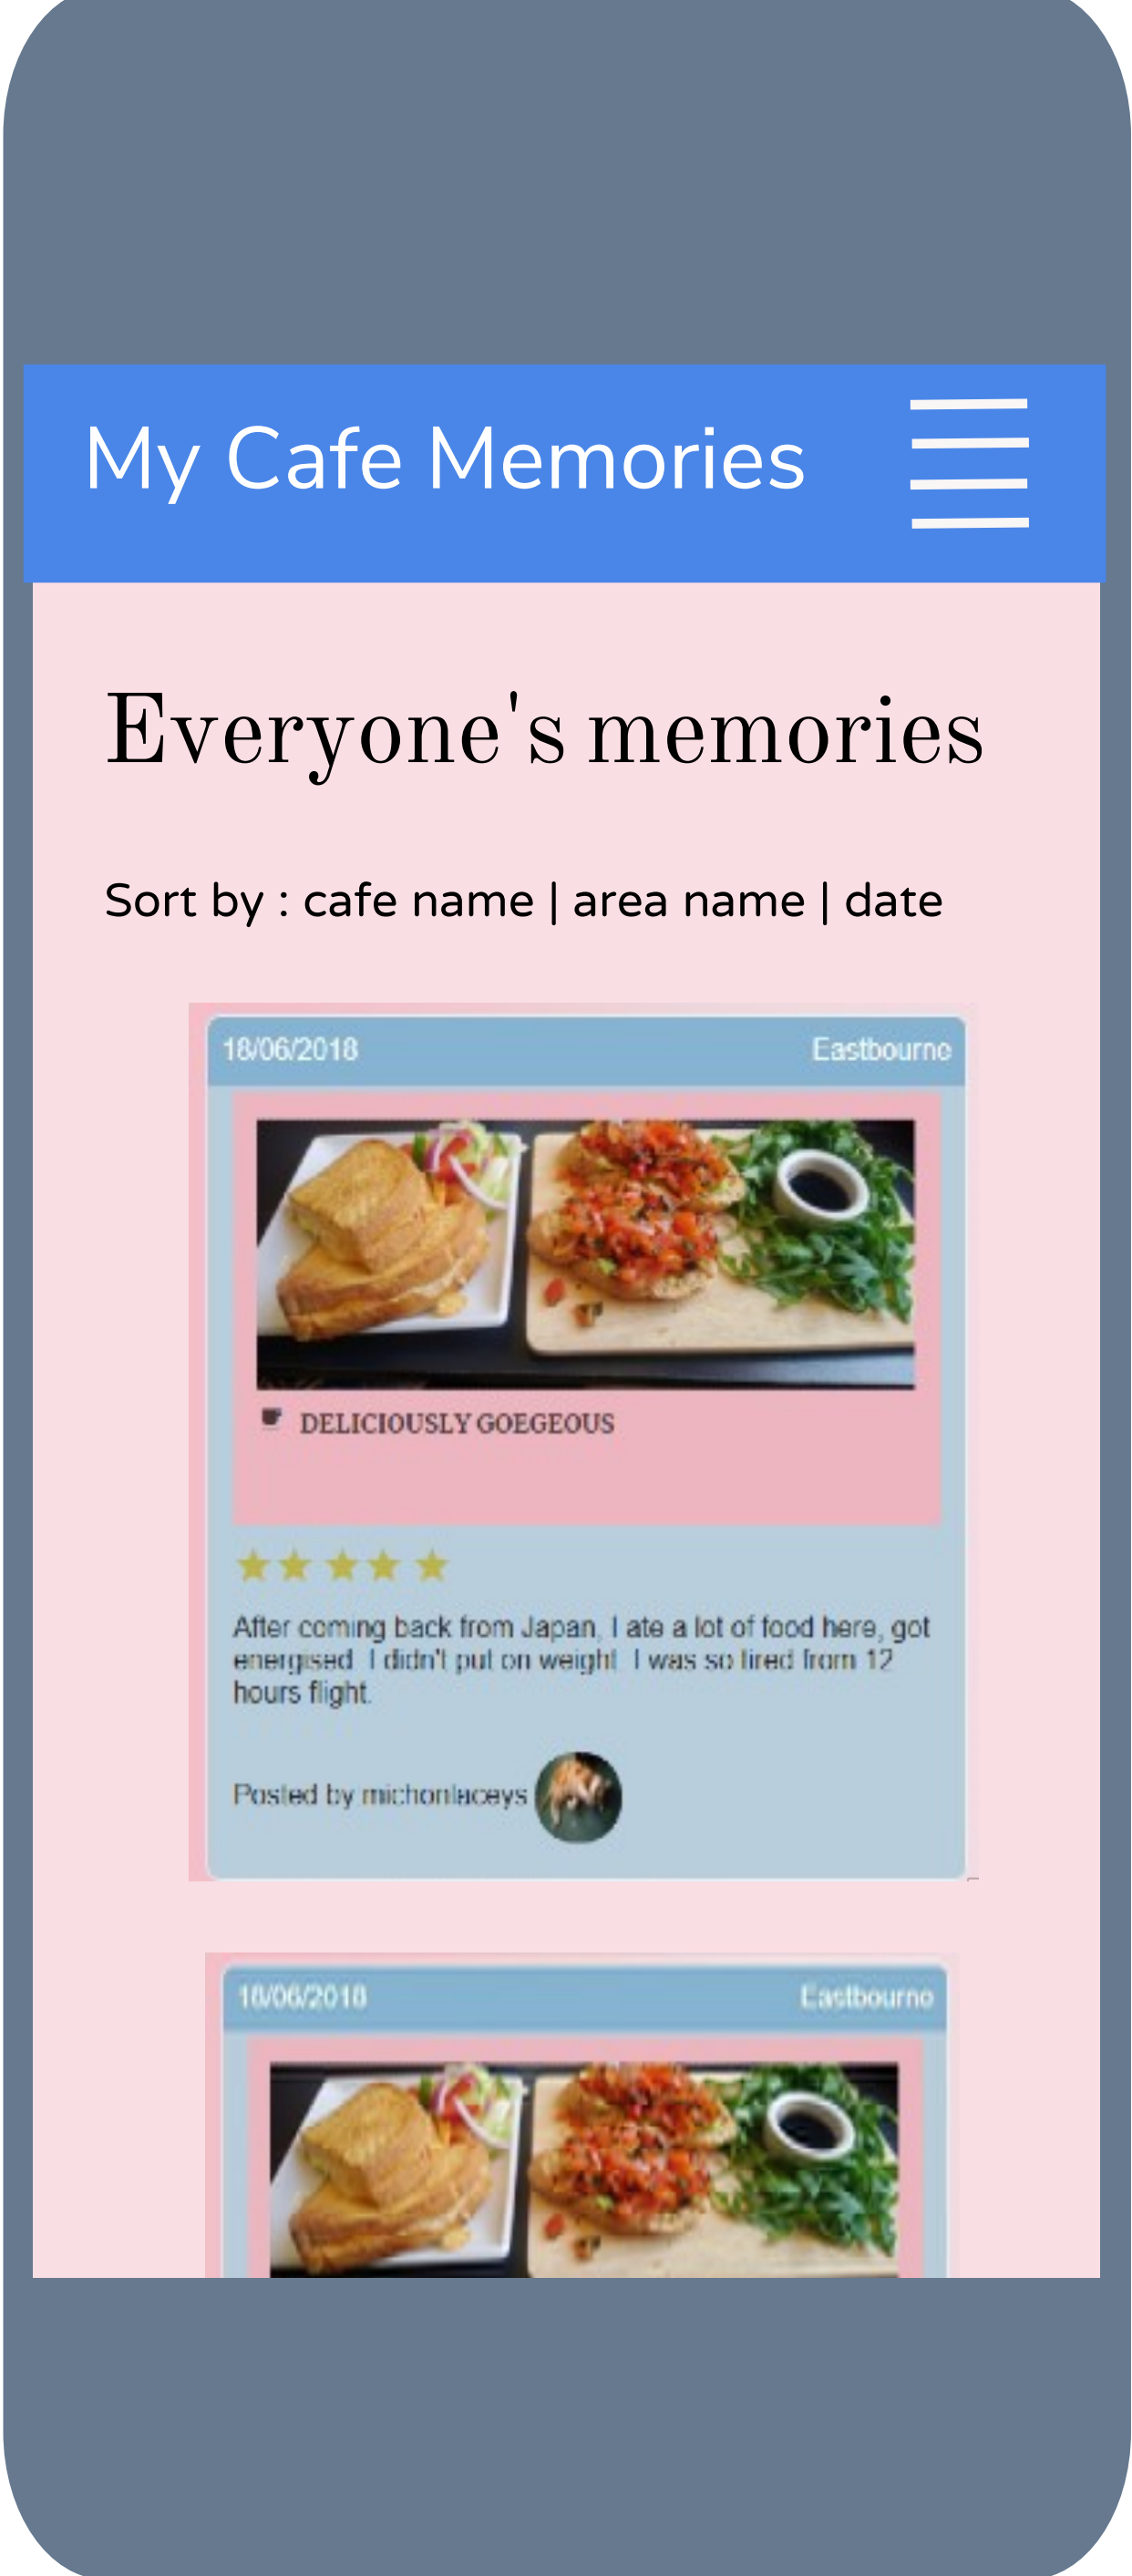 My Cafe Memories
Everyone's memories
Sort by : cafe name | area name | date
18/06/2018 Eastbourne
DELICIOUSLY GOEGEOUS
After coming back from Japan, I ate a lot of food here, got
energised. I didn't put on weight. I was so tired from 12
hours flight.
Posted by michonlaceys
18/06/2018 Eastbourne